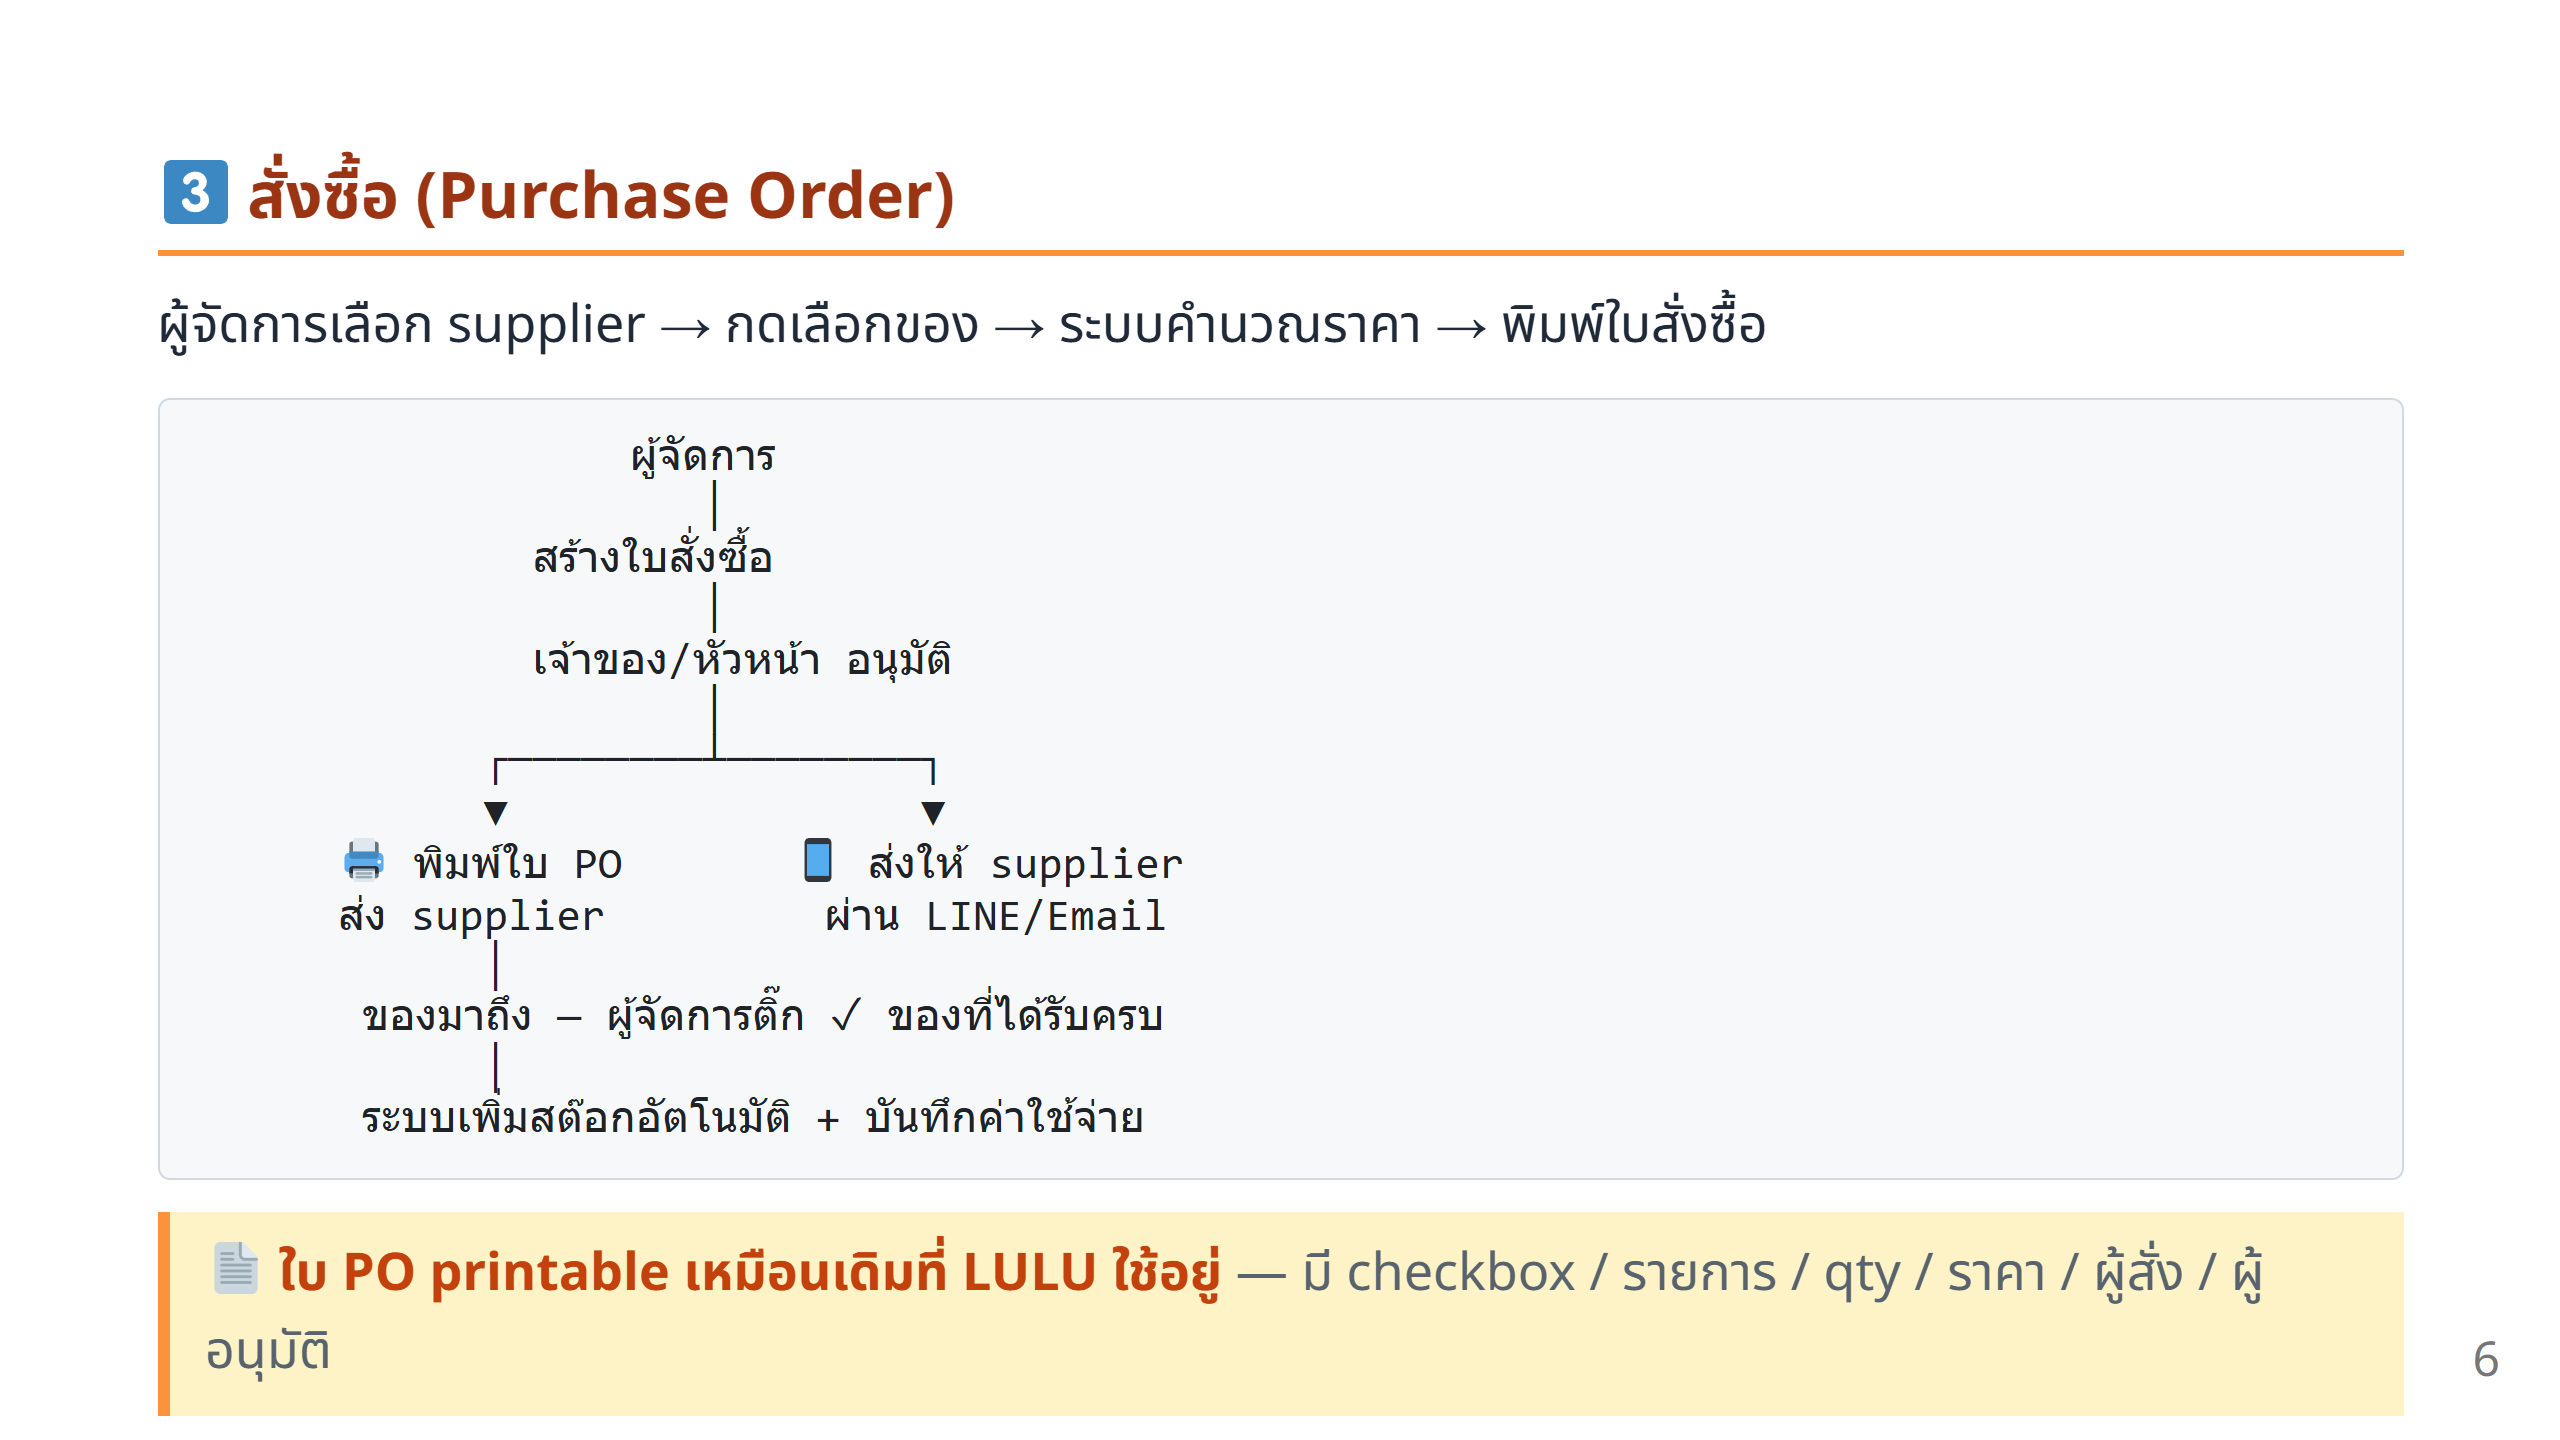 3 สั่งซื้อ (Purchase Order)
ผู้จัดการเลือก supplier → กดเลือกของ → ระบบคำนวณราคา → พิมพ์ใบสั่งซื้อ
ผู้จัดการ
สร้างใบสั่งซื้อ
เจ้าของ/หัวหน้า อนุมัติ
▼ ▼
🖨️ พิมพ์ใบ PO 📱 ส่งให้ supplier
ส่ง supplier ผ่าน LINE/Email
ของมาถึง — ผู้จัดการติ๊ก ✓ ของที่ได้รับครบ
ระบบเพิ่มสต๊อกอัตโนมัติ + บันทึกค่าใช้จ่าย
📄 ใบ PO printable เหมือนเดิมที่ LULU ใช้อยู่ — มี checkbox / รายการ / qty / ราคา / ผู้สั่ง / ผู้
อนุมัติ
6